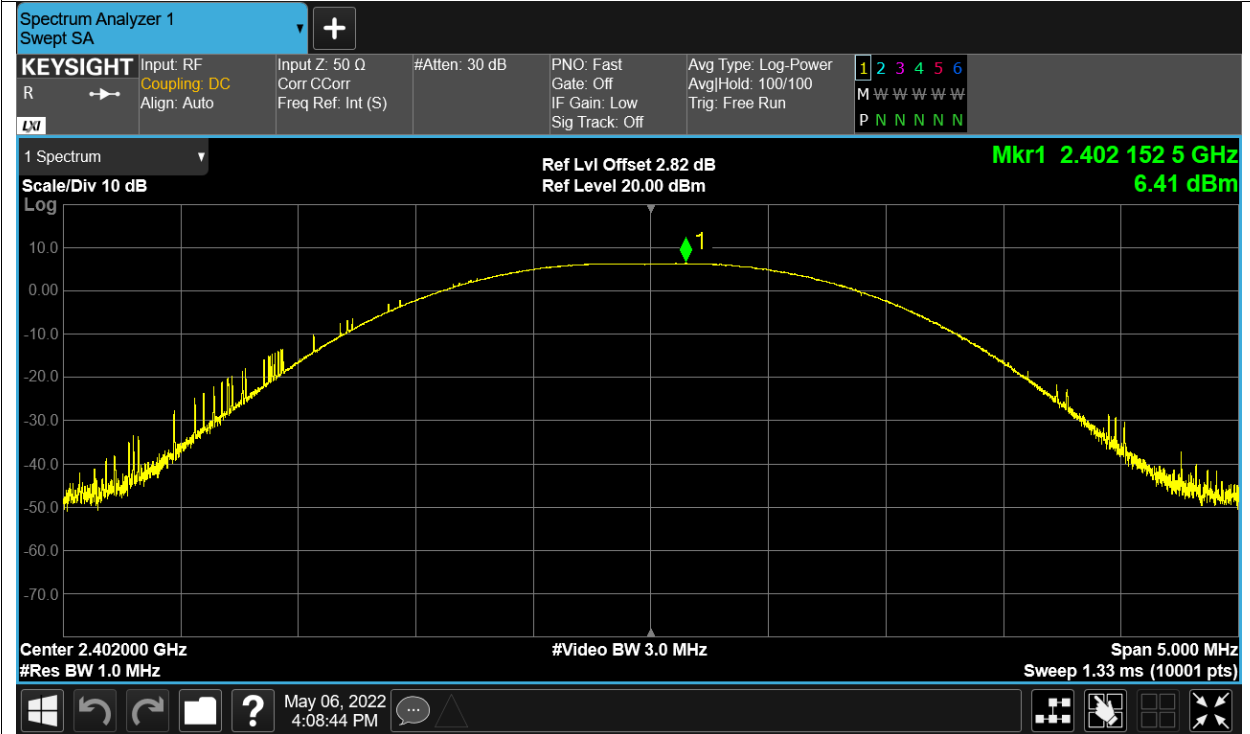 Spectrum Analyzer 1
Swept SA
+
KEYSIGHT
R
LXI
Input: RF
Coupling: DC
Align: Auto
Input Z: 50 Ω
Corr CCorr
Freq Ref: Int (S)
#Atten: 30 dB
PNO: Fast
Gate: Off
IF Gain: Low
Sig Track: Off
Avg Type: Log-Power
Avg|Hold: 100/100
Trig: Free Run
1 2 3 4 5 6
M W W W W W
P N N N N N
1 Spectrum
Scale/Div 10 dB
Log
Ref Lvl Offset 2.82 dB
Ref Level 20.00 dBm
Mkr1 2.402 152 5 GHz
6.41 dBm
1
10.0
0.00
-10.0
-20.0
-30.0
-40.0
-50.0
-60.0
-70.0
Center 2.402000 GHz
#Res BW 1.0 MHz
#Video BW 3.0 MHz
Span 5.000 MHz
Sweep 1.33 ms (10001 pts)
?
May 06, 2022
4:08:44 PM